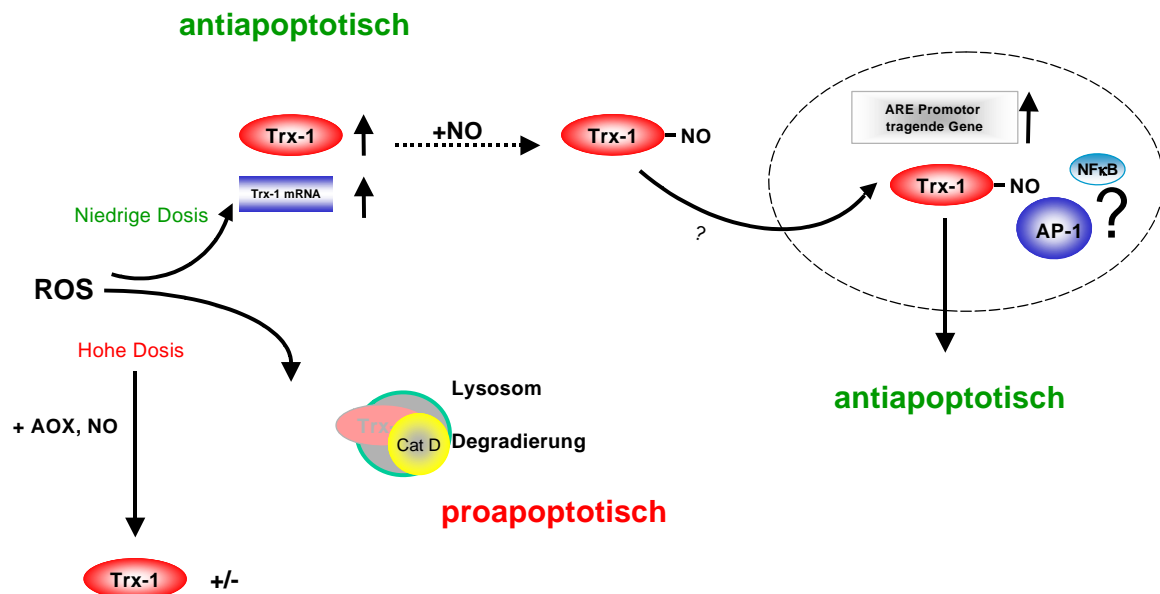 antiapoptotisch
Trx-1
+NO
Trx-1
NO
Trx-1 mRNA
ARE Promotor
tragende Gene
Trx-1
NO
NFκB
AP-1
?
?
Niedrige Dosis
ROS
Hohe Dosis
+ AOX, NO
Lysosom
Trx-
Cat D
Degradierung
antiapoptotisch
proapoptotisch
Trx-1
+/-